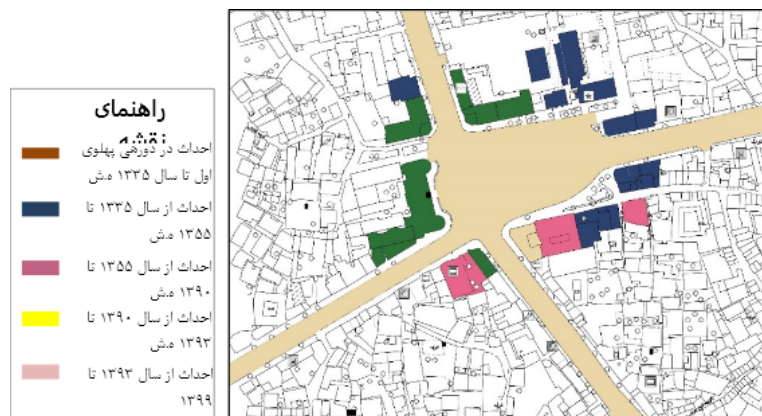 راهنمای
نقشه
احداث در دوره‌ی پهلوی
اول تا سال ۱۳۳۵ ه.ش
احداث از سال ۱۳۳۵ تا
۱۳۵۵ ه.ش
احداث از سال ۱۳۵۵ تا
۱۳۹۰ ه.ش
احداث از سال ۱۳۹۰ تا
۱۳۹۳ ه.ش
احداث از سال ۱۳۹۳ تا
۱۳۹۹